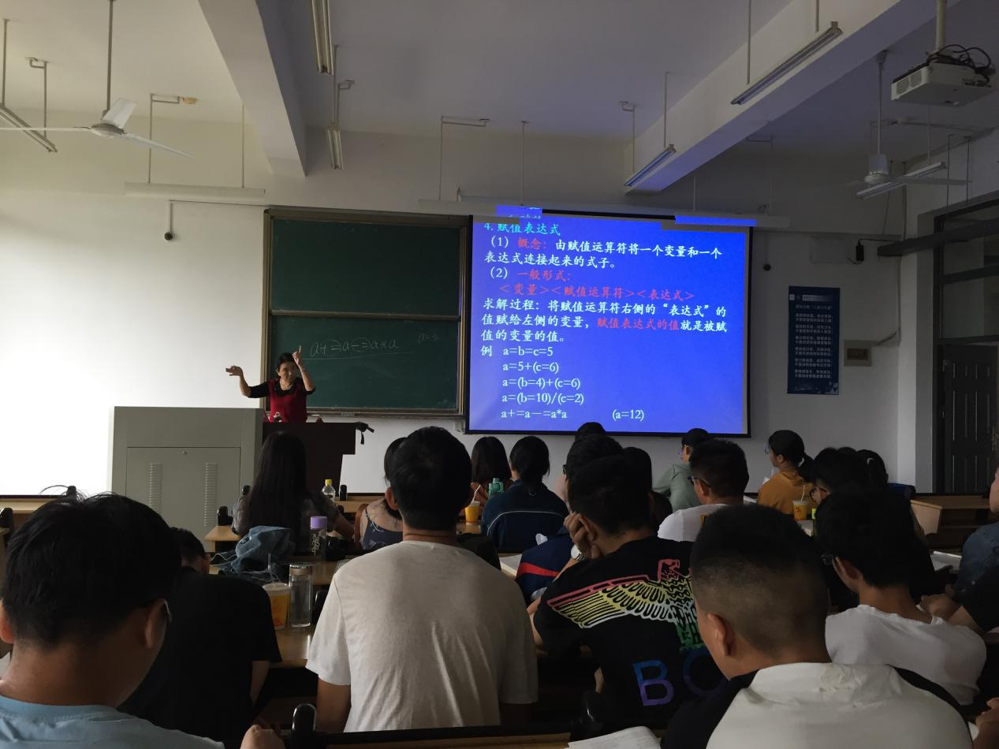 4. 赋值表达式
(1) 概念：由赋值运算符将一个变量和一个
表达式连接起来的式子。
(2) 一般形式：
＜变量＞＜赋值运算符＞＜表达式＞
求解过程：将赋值运算符右侧的“表达式”的
值赋给左侧的变量，赋值表达式的值就是被赋
值的变量的值。
例 a=b=c=5
a=5+(c=6)
a=(b=4)+(c=6)
a=(b=10)/(c=2)
a+=a－=a*a (a=12)
a+=a-=a×a a=3
BO